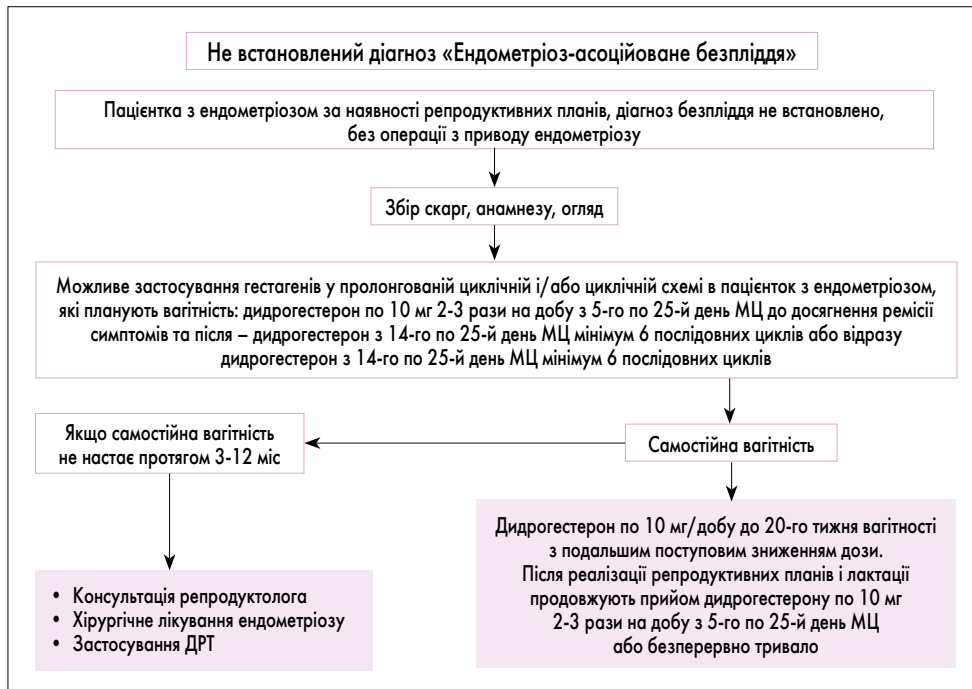 Не встановлений діагноз «Ендометріоз-асоційоване безпліддя»
Пацієнтка з ендометріозом за наявності репродуктивних планів, діагноз безпліддя не встановлено,
без операції з приводу ендометріозу
Збір скарг, анамнезу, огляд
Можливе застосування гестагенів у пролонгованій циклічній і/або циклічній схемі в пацієнток з ендометріозом,
які планують вагітність: дидрогестерон по 10 мг 2-3 рази на добу з 5-го по 25-й день МЦ до досягнення ремісії
симптомів та після – дидрогестерон з 14-го по 25-й день МЦ мінімум 6 послідовних циклів або відразу
дидрогестерон з 14-го по 25-й день МЦ мінімум 6 послідовних циклів
Якщо самостійна вагітність
не настає протягом 3-12 міс
Самостійна вагітність
• Консультація репродуктолога
• Хірургічне лікування ендометріозу
• Застосування ДРТ
Дидрогестерон по 10 мг/добу до 20-го тижня вагітності
з подальшим поступовим зниженням дози.
Після реалізації репродуктивних планів і лактації
продовжують прийом дидрогестерону по 10 мг
2-3 рази на добу з 5-го по 25-й день МЦ
або безперервно тривало